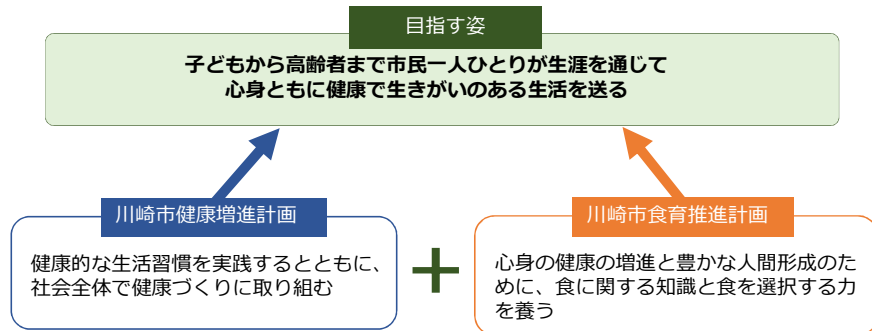 目指す姿
子どもから高齢者まで市民一人ひとりが生涯を通じて
心身ともに健康で生きがいのある生活を送る
川崎市健康増進計画
健康的な生活習慣を実践するとともに、
社会全体で健康づくりに取り組む
川崎市食育推進計画
心身の健康の増進と豊かな人間形成のた
めに、食に関する知識と食を選択する力
を養う